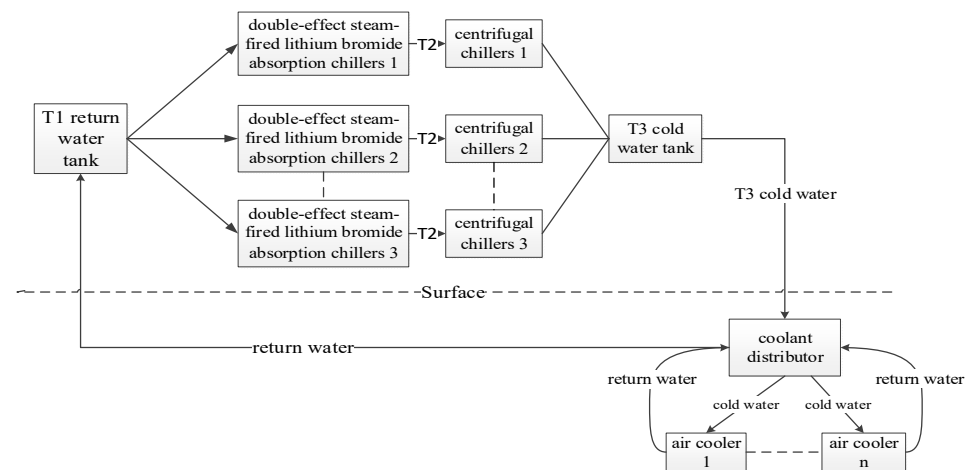 double-effect steam-
fired lithium bromide
absorption chillers 1
T2
centrifugal
chillers 1
T1 return
water
tank
double-effect steam-
fired lithium bromide
absorption chillers 2
T2
centrifugal
chillers 2
T3 cold
water tank
T3 cold water
double-effect steam-
fired lithium bromide
absorption chillers 3
T2
centrifugal
chillers 3
Surface
return water
coolant
distributor
return water
return water
cold water
cold water
air cooler
1
air cooler
n